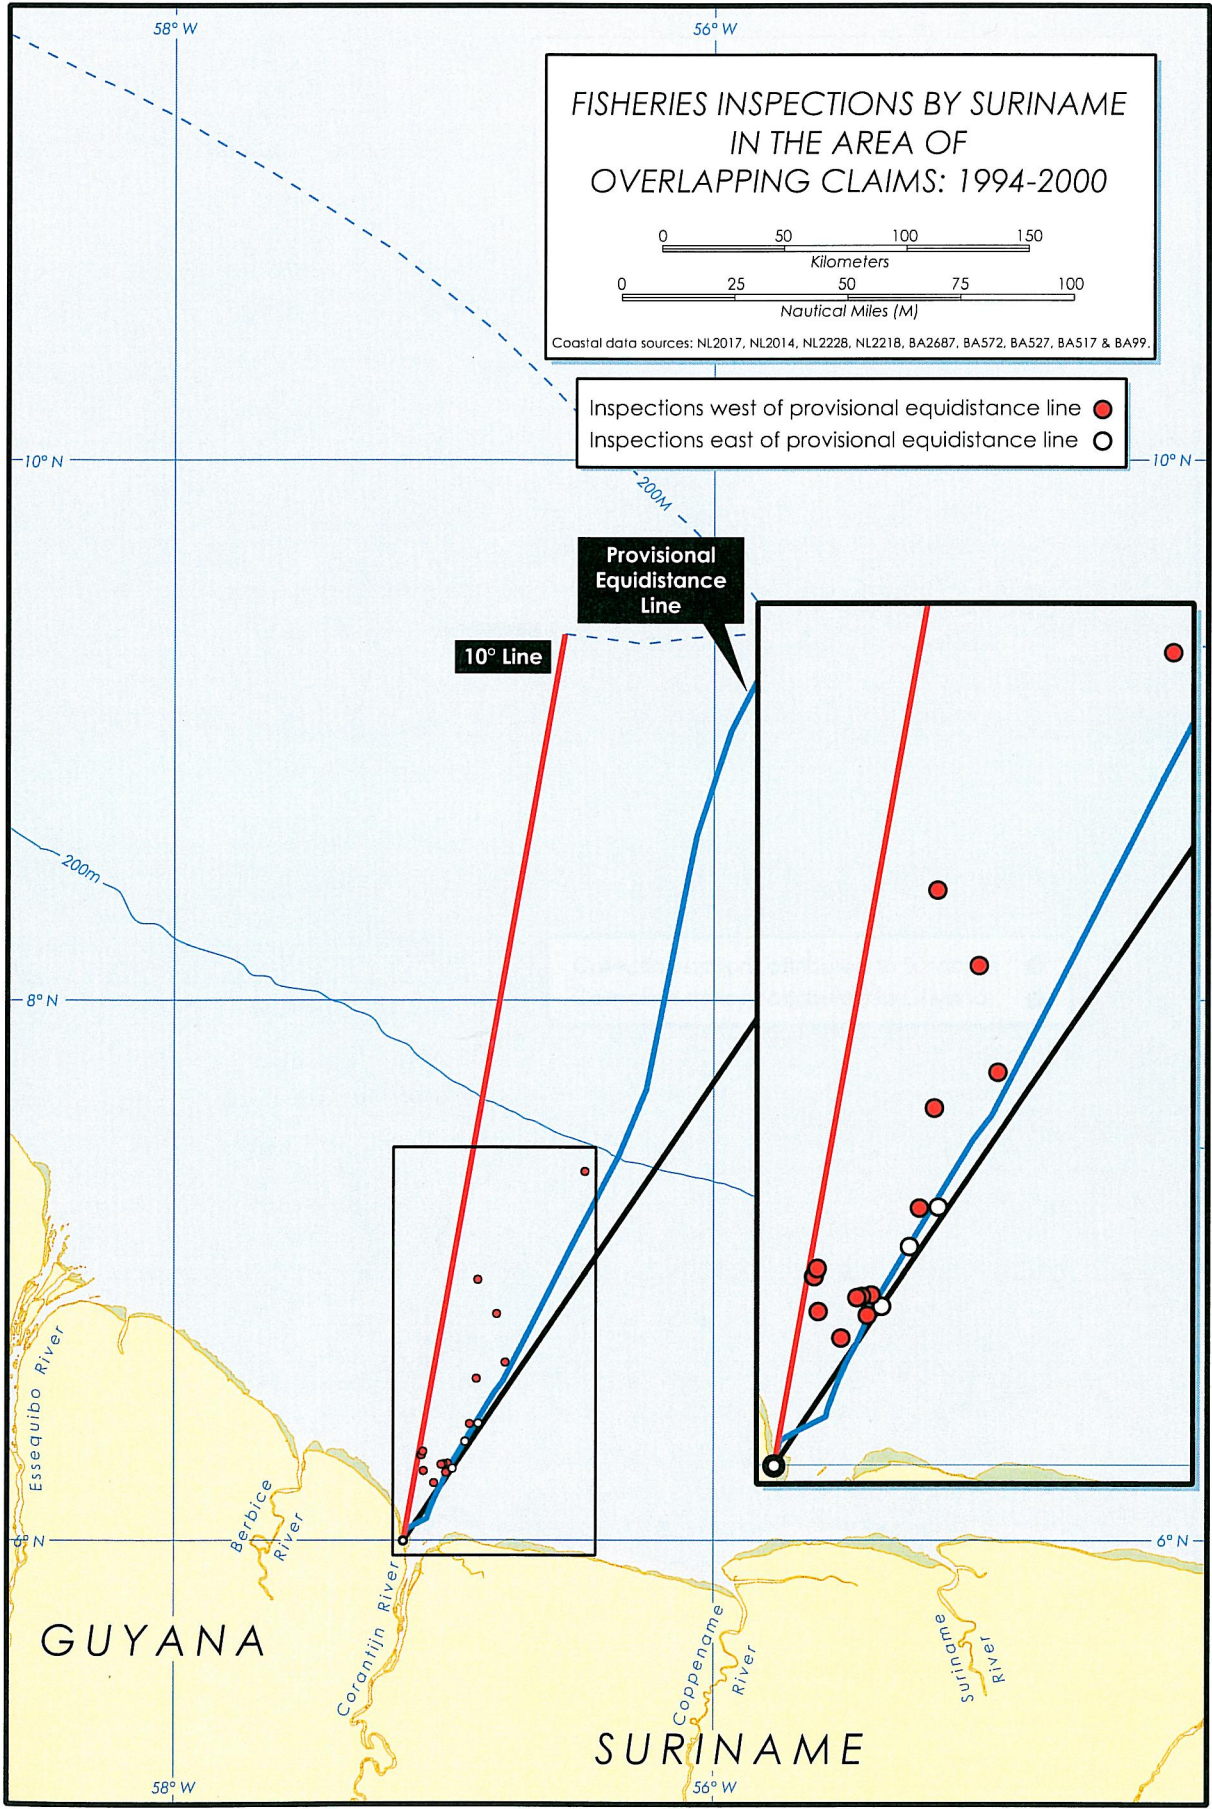 58° W
56° W
FISHERIES INSPECTIONS BY SURINAME
IN THE AREA OF
OVERLAPPING CLAIMS: 1994-2000
0 50 100 150
Kilometers
0 25 50 75 100
Nautical Miles (M)
Coastal data sources: NL2017, NL2014, NL2228, NL2218, BA2687, BA572, BA527, BA517 & BA99.
Inspections west of provisional equidistance line
Inspections east of provisional equidistance line
10° N
10° N
200M
Provisional
Equidistance
Line
10° Line
200m
8° N
Essequibo River
Berbice
River
6° N
6° N
Corantijn River
Coppename
River
Suriname
River
GUYANA
SURINAME
58° W
56° W